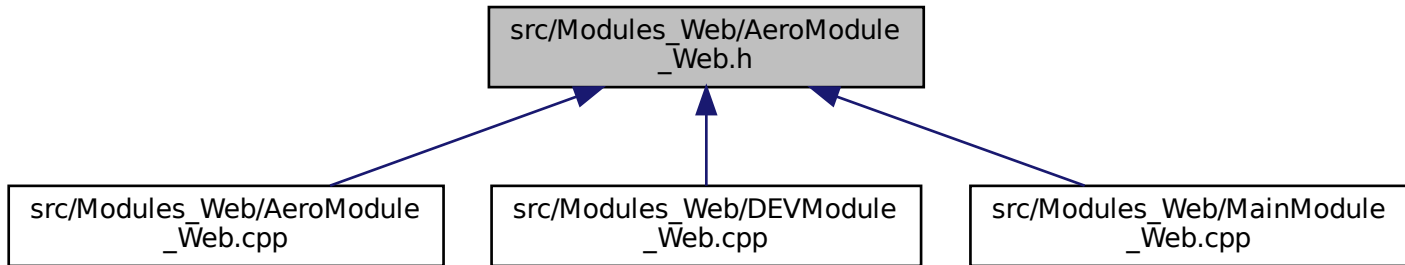 src/Modules_Web/AeroModule
_Web.h
src/Modules_Web/AeroModule
_Web.cpp
src/Modules_Web/DEVModule
_Web.cpp
src/Modules_Web/MainModule
_Web.cpp